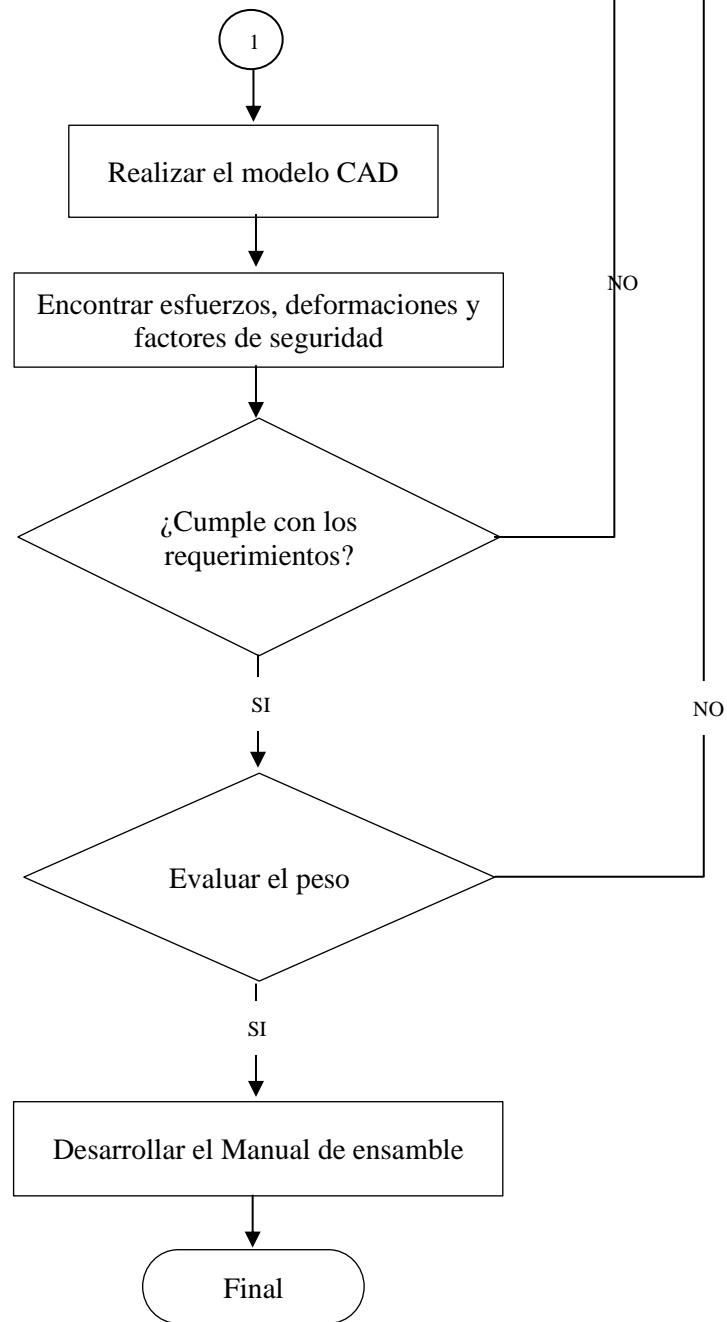 1
Realizar el modelo CAD
Encontrar esfuerzos, deformaciones y
factores de seguridad
NO
¿Cumple con los
requerimientos?
SI
NO
Evaluar el peso
SI
Desarrollar el Manual de ensamble
Final